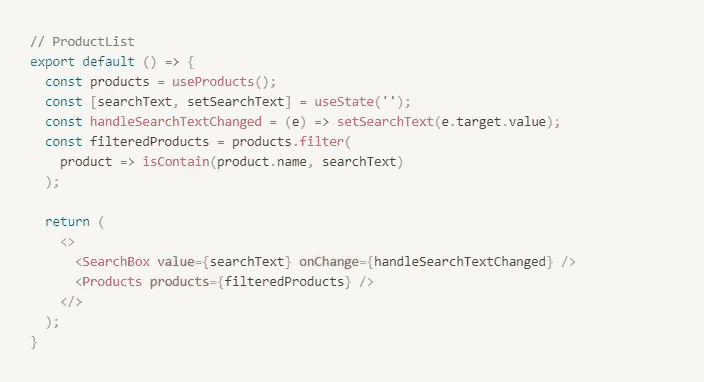 // ProductList
export default () => {
  const products = useProducts();
  const [searchText, setSearchText] = useState('');
  const handleSearchTextChanged = (e) => setSearchText(e.target.value);
  const filteredProducts = products.filter(
    product => isContain(product.name, searchText)
  );

  return (
    <>
      <SearchBox value={searchText} onChange={handleSearchTextChanged} />
      <Products products={filteredProducts} />
    </>
  );
}